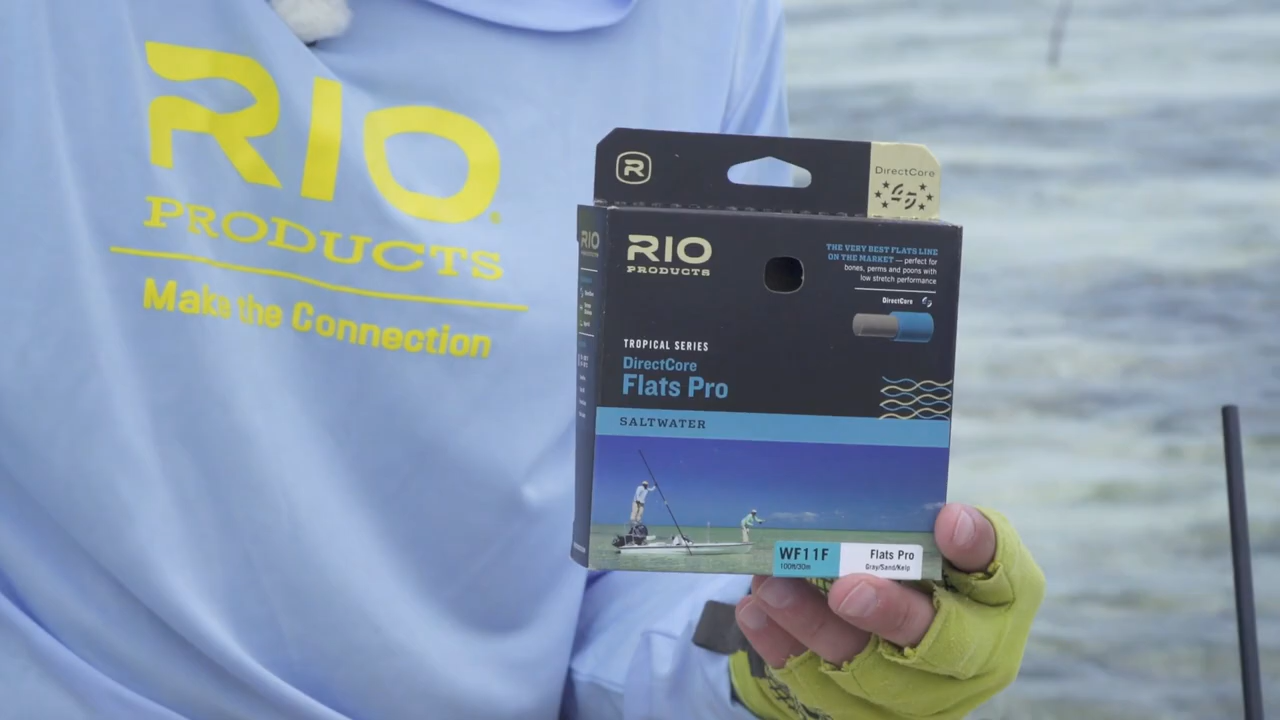 RIO
PRODUCTS
Make the Connection
R
DirectCore
RIO
RIO
PRODUCTS
THE VERY BEST FLATS LINE
ON THE MARKET — perfect for
bones, perms and poons with
low stretch performance
DirectCore
TROPICAL SERIES
DirectCore
Flats Pro
SALTWATER
WF11F
100ft/30m
Flats Pro
Gray/Sand/Kelp